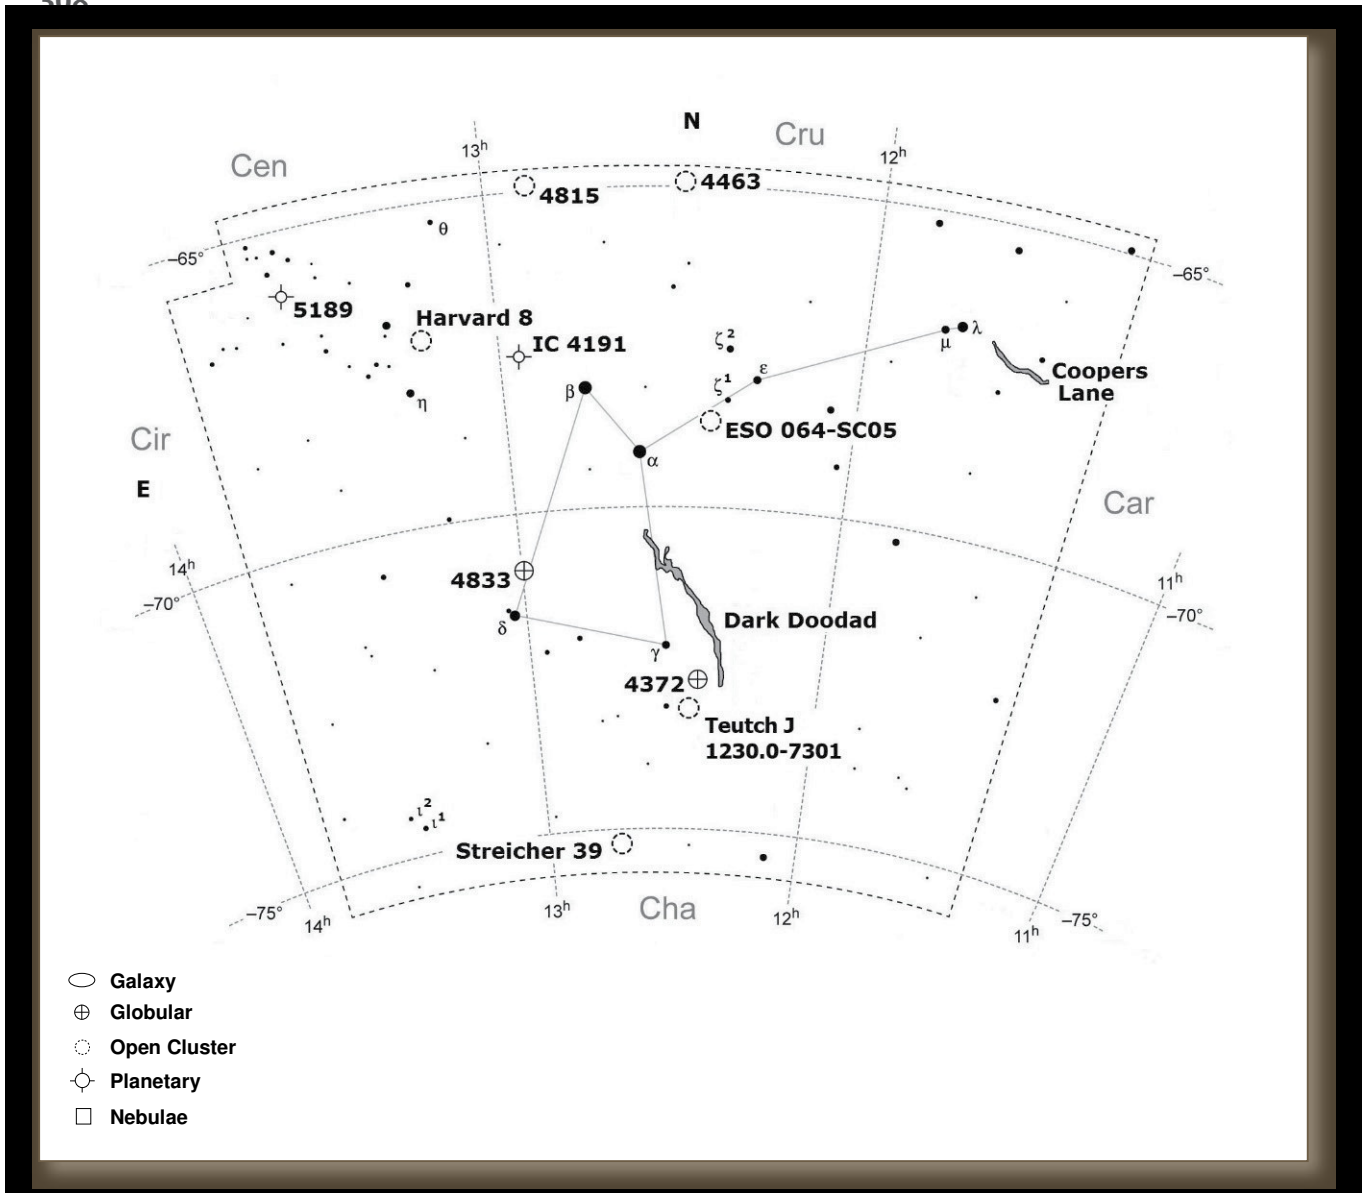 306
N
Cru
Cen
13h
12h
4815
4463
θ
–65°
–65°
5189
Harvard 8
IC 4191
ζ2
λ
μ
ε
Coopers
Lane
β
ζ1
η
ESO 064-SC05
Cir
α
E
Car
14h
11h
4833
–70°
–70°
Dark Doodad
δ
γ
4372
Teutch J
1230.0-7301
ι2
ι1
Streicher 39
–75°
14h
13h
Cha
12h
–75°
11h
Galaxy
Globular
Open Cluster
Planetary
Nebulae